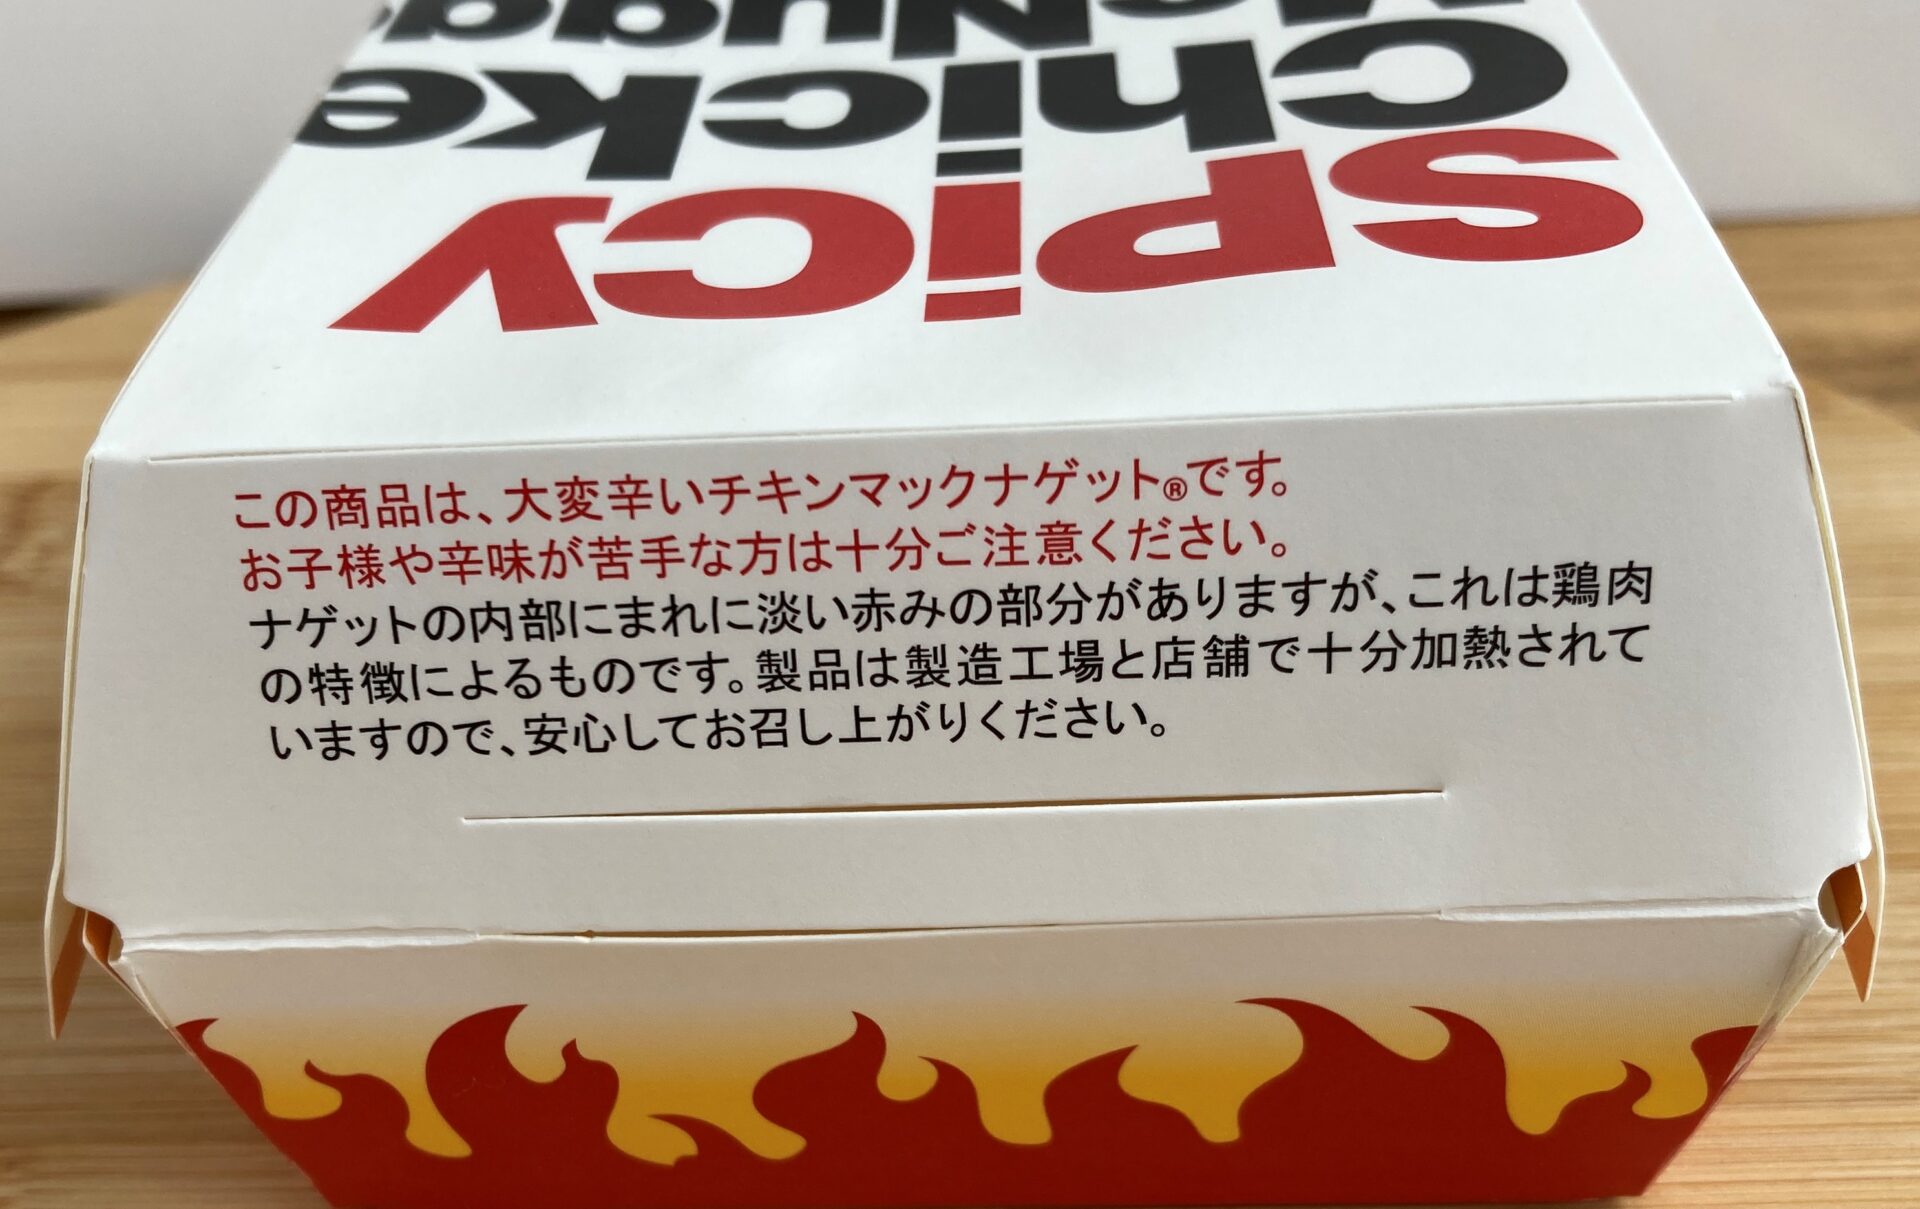 Spicy
Chicke
McNug
この商品は、大変辛いチキンマックナゲット®です。
お子様や辛味が苦手な方は十分ご注意ください。
ナゲットの内部にまれに淡い赤みの部分がありますが、これは鶏肉
の特徴によるものです。製品は製造工場と店舗で十分加熱されて
いますので、安心してお召し上がりください。